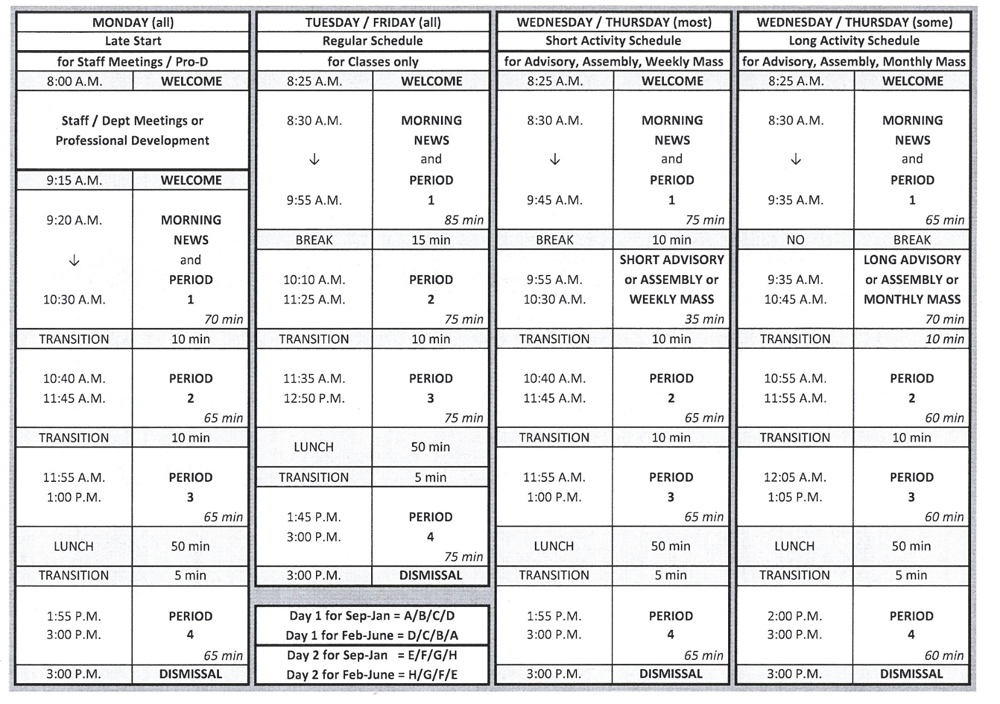 MONDAY (all)
Late Start
for Staff Meetings / Pro-D
8:00 A.M. WELCOME
Staff / Dept Meetings or
Professional Development
9:15 A.M. WELCOME
9:20 A.M. MORNING
NEWS
↓ and
PERIOD
10:30 A.M. 1
70 min
TRANSITION 10 min
10:40 A.M. PERIOD
11:45 A.M. 2
65 min
TRANSITION 10 min
11:55 A.M. PERIOD
1:00 P.M. 3
65 min
LUNCH 50 min
TRANSITION 5 min
1:55 P.M. PERIOD
3:00 P.M. 4
65 min
3:00 P.M. DISMISSAL
TUESDAY / FRIDAY (all)
Regular Schedule
for Classes only
8:25 A.M. WELCOME
8:30 A.M. MORNING
NEWS
↓ and
PERIOD
9:55 A.M. 1
85 min
BREAK 15 min
10:10 A.M. PERIOD
11:25 A.M. 2
75 min
TRANSITION 10 min
11:35 A.M. PERIOD
12:50 P.M. 3
75 min
LUNCH 50 min
TRANSITION 5 min
1:45 P.M. PERIOD
3:00 P.M. 4
75 min
3:00 P.M. DISMISSAL
Day 1 for Sep-Jan = A/B/C/D
Day 1 for Feb-June = D/C/B/A
Day 2 for Sep-Jan = E/F/G/H
Day 2 for Feb-June = H/G/F/E
WEDNESDAY / THURSDAY (most)
Short Activity Schedule
for Advisory, Assembly, Weekly Mass
8:25 A.M. WELCOME
8:30 A.M. MORNING
NEWS
↓ and
PERIOD
9:45 A.M. 1
75 min
BREAK 10 min
SHORT ADVISORY
9:55 A.M. or ASSEMBLY or
10:30 A.M. WEEKLY MASS
35 min
TRANSITION 10 min
10:40 A.M. PERIOD
11:45 A.M. 2
65 min
TRANSITION 10 min
11:55 A.M. PERIOD
1:00 P.M. 3
65 min
LUNCH 50 min
TRANSITION 5 min
1:55 P.M. PERIOD
3:00 P.M. 4
65 min
3:00 P.M. DISMISSAL
WEDNESDAY / THURSDAY (some)
Long Activity Schedule
for Advisory, Assembly, Monthly Mass
8:25 A.M. WELCOME
8:30 A.M. MORNING
NEWS
↓ and
PERIOD
9:35 A.M. 1
65 min
NO BREAK
LONG ADVISORY
9:35 A.M. or ASSEMBLY or
10:45 A.M. MONTHLY MASS
70 min
TRANSITION 10 min
10:55 A.M. PERIOD
11:55 A.M. 2
60 min
TRANSITION 10 min
12:05 A.M. PERIOD
1:05 P.M. 3
60 min
LUNCH 50 min
TRANSITION 5 min
2:00 P.M. PERIOD
3:00 P.M. 4
60 min
3:00 P.M. DISMISSAL